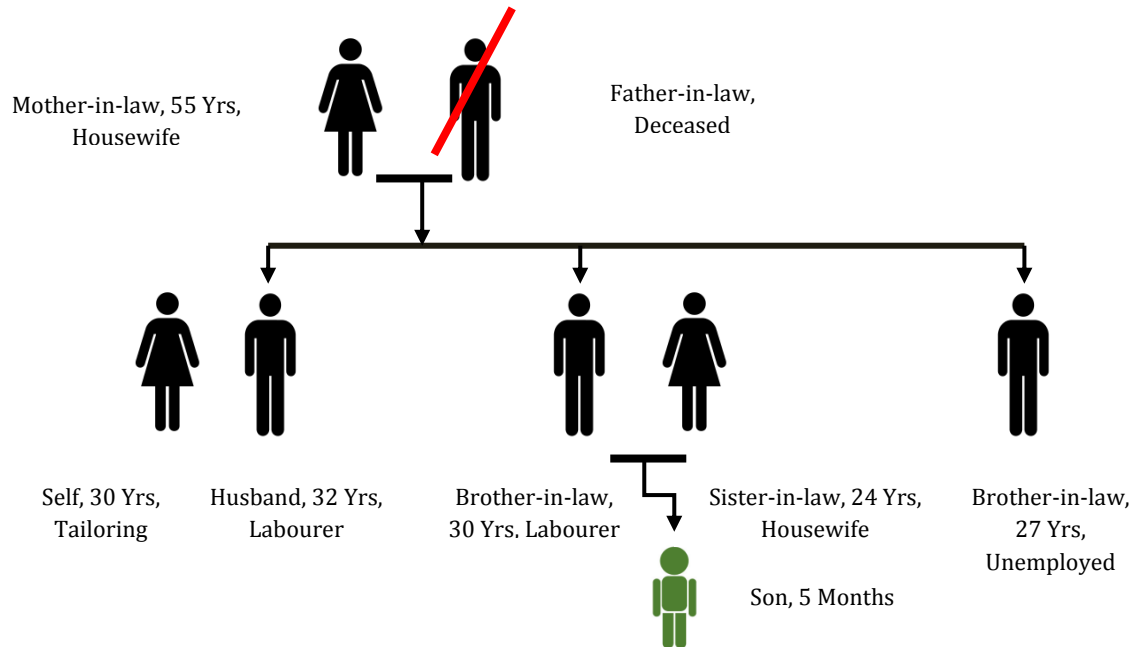 Mother-in-law, 55 Yrs,
Housewife
Father-in-law,
Deceased
Self, 30 Yrs,
Tailoring
Husband, 32 Yrs,
Labourer
Brother-in-law,
30 Yrs. Labourer
Sister-in-law, 24 Yrs,
Housewife
Brother-in-law,
27 Yrs,
Unemployed
Son, 5 Months